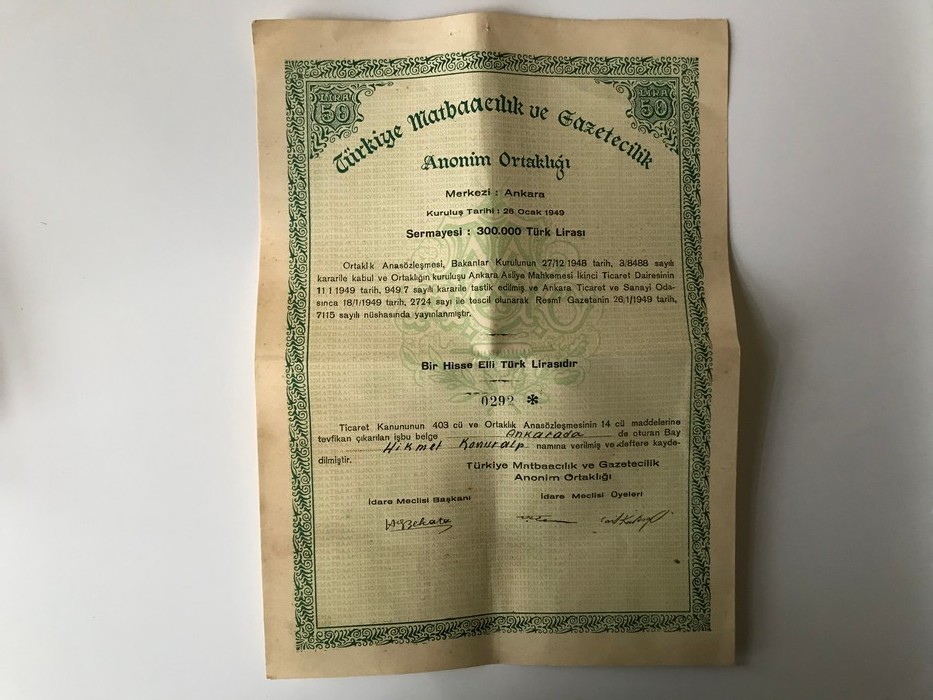 LIRA 50
LIRA 50
Türkiye Matbaacılık ve Gazetecilik
Anonim Ortaklığı
Merkezi : Ankara
Kuruluş Tarihi : 26 Ocak 1949
Sermayesi : 300.000 Türk Lirası
Ortaklık Anasözleşmesi, Bakanlar Kurulunun 27/12/1948 tarih, 3/8488 sayılı
kararile kabul ve Ortaklığın kuruluşu Ankara Asliye Mahkemesi İkinci Ticaret Dairesinin
11 1 1949 tarih, 949.7 sayılı kararile tastik edilmiş ve Ankara Ticaret ve Sanayi Oda-
sınca 18/1/1949 tarih, 2724 sayı ile tescil olunarak Resmî Gazetenin 26/1/1949 tarih,
7115 sayılı nüshasında yayınlanmıştır.
Bir Hisse Elli Türk Lirasıdır
0292 *
Ticaret Kanununun 403 cü ve Ortaklık Anasözleşmesinin 14 cü maddelerine
tevfikan çıkarılan işbu belge Ankarada de oturan Bay
Hikmet Konuralp namına verilmiş ve deftere kayde-
dilmiştir.
Türkiye Matbaacılık ve Gazetecilik
Anonim Ortaklığı
İdare Meclisi Başkanı
İdare Meclisi Üyeleri